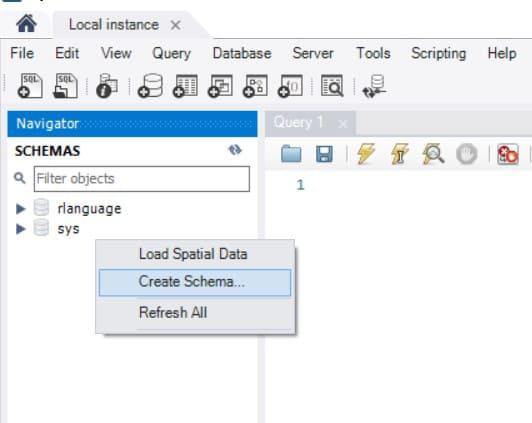 Local instance ×
File Edit View Query Database Server Tools Scripting Help
SQL SQL
Navigator Query 1 ×
SCHEMAS
Filter objects
1
rlanguage
sys
Load Spatial Data
Create Schema...
Refresh All